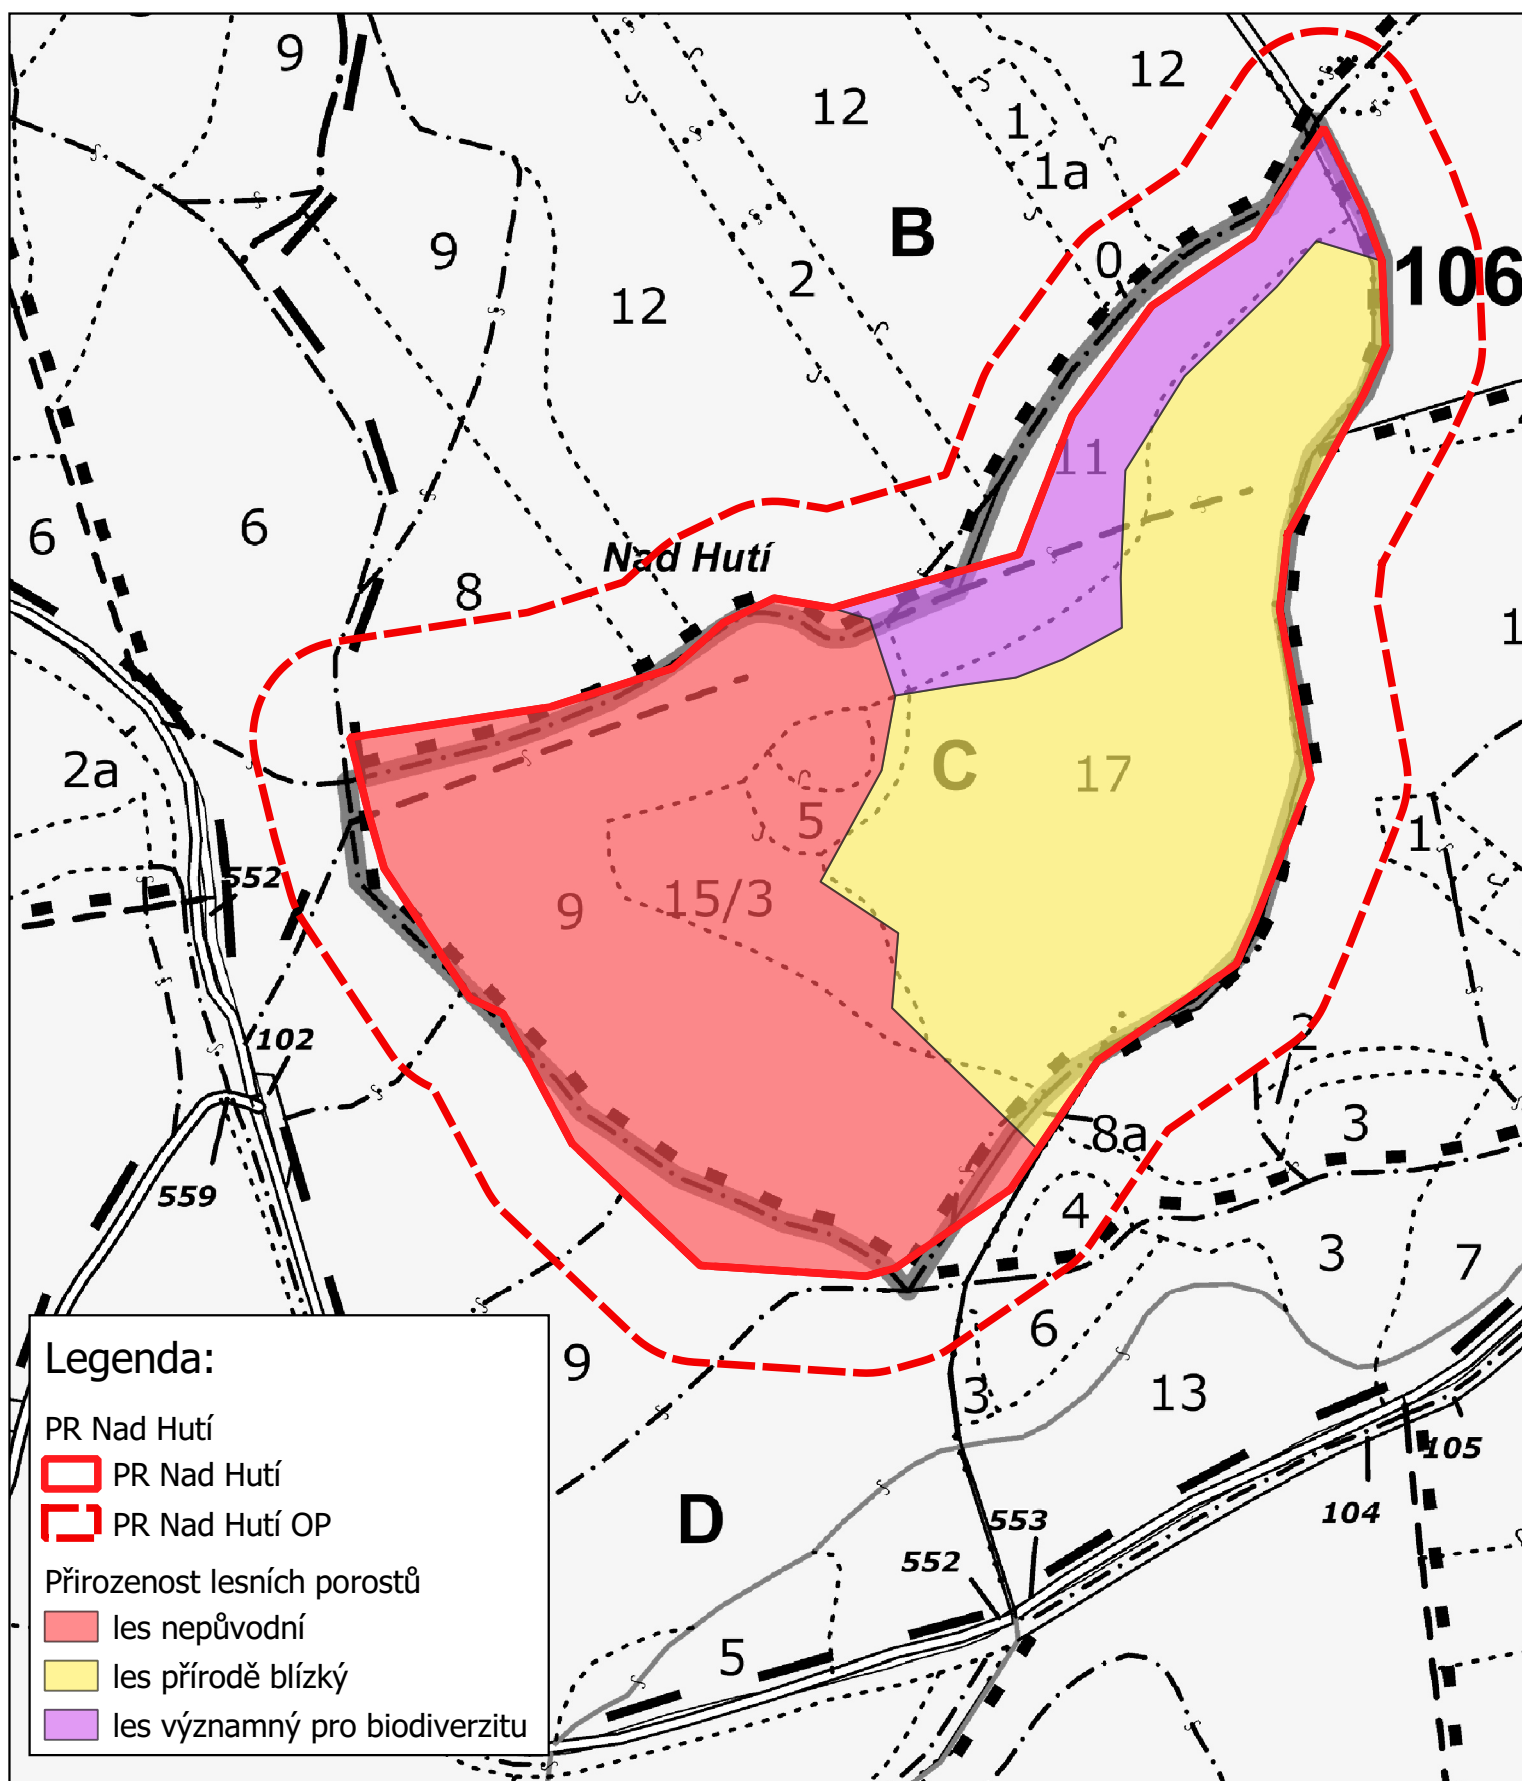 9
12
12
1
1a
B
9
0
2
106
12
11
6
6
Nad Hutí
8
1
2a
C
17
5
1
552
9
15/3
102
2
3
8a
559
4
3
7
6
9
3
13
105
104
D
553
552
5
Legenda:
PR Nad Hutí
PR Nad Hutí
PR Nad Hutí OP
Přirozenost lesních porostů
les nepůvodní
les přírodě blízký
les významný pro biodiverzitu